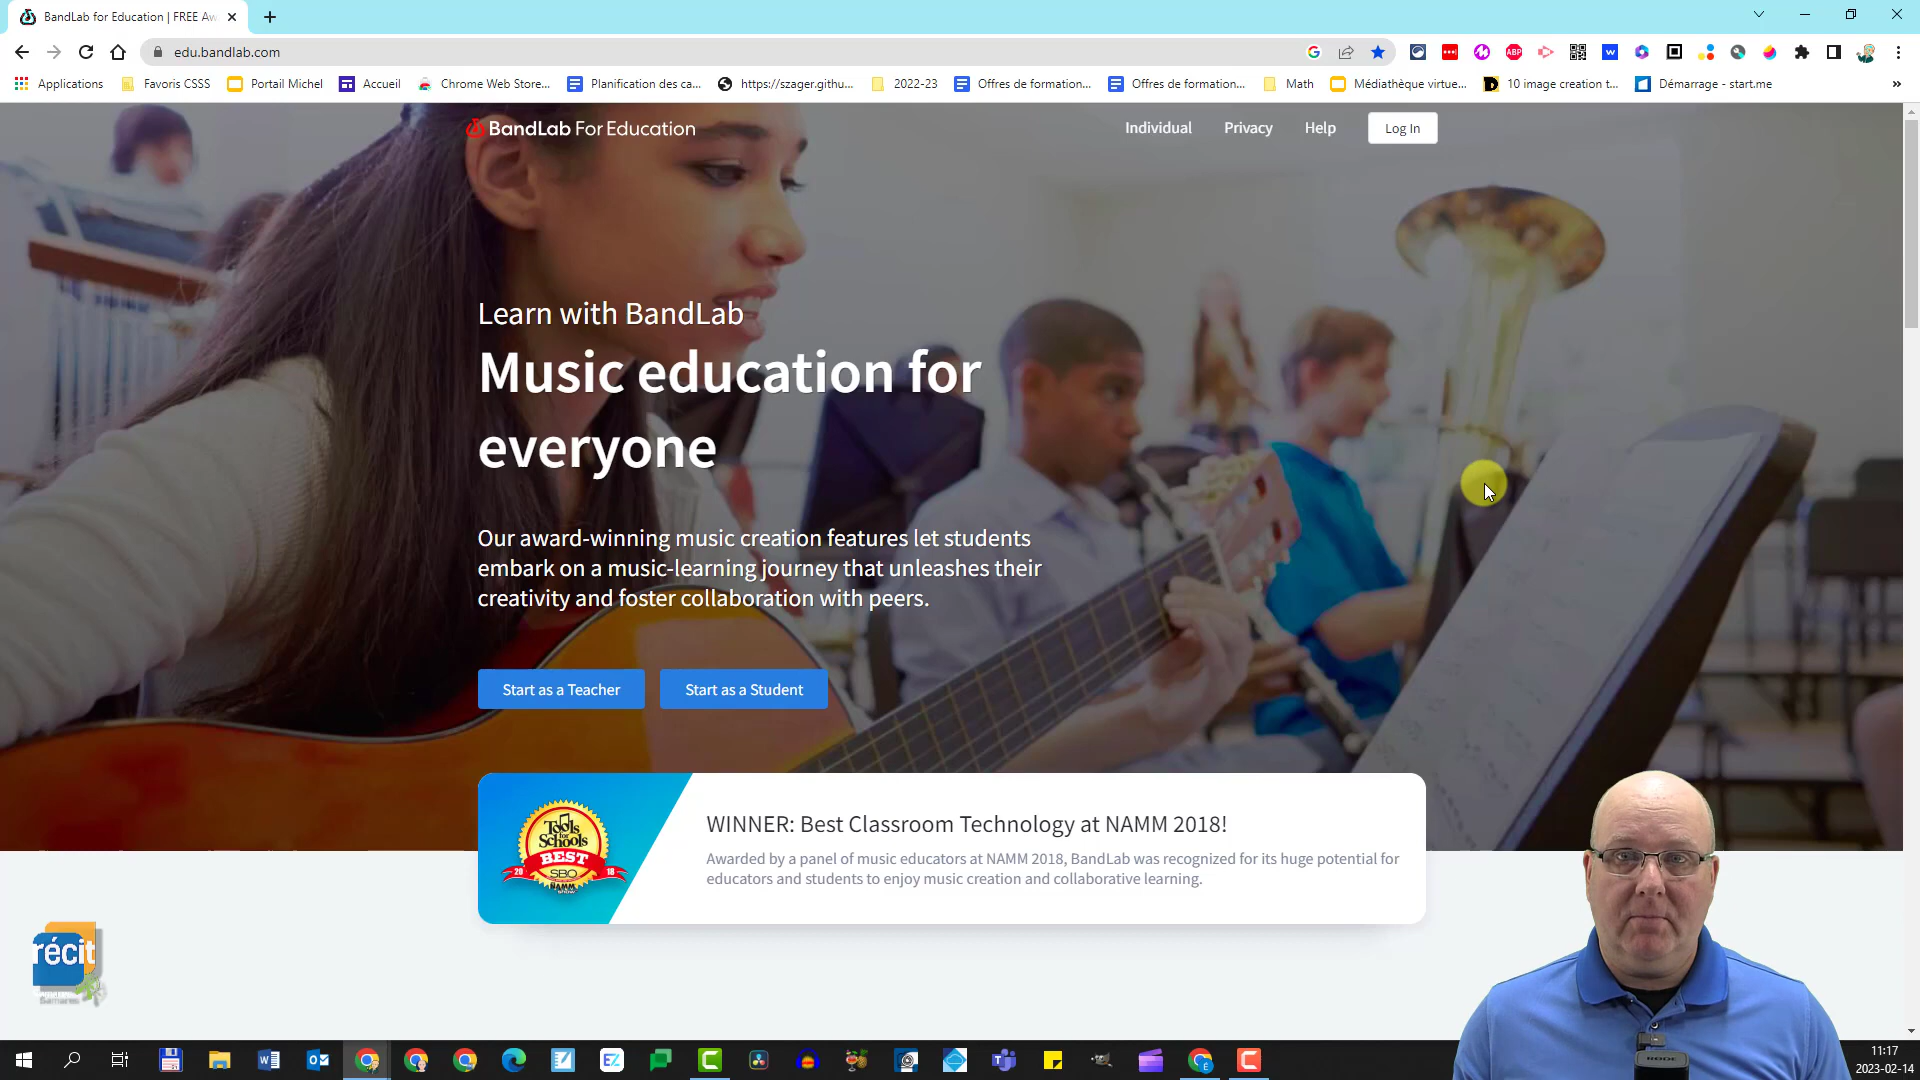 BandLab for Education | FREE Aw
edu.bandlab.com
Applications
Favoris CSSS
Portail Michel
Accueil
Chrome Web Store...
Planification des ca...
https://szager.githu...
2022-23
Offres de formation...
Offres de formation...
Math
Médiathèque virtue...
10 image creation t...
Démarrage - start.me
»
BandLab For Education
Individual
Privacy
Help
Log In
Learn with BandLab
Music education for
everyone
Our award-winning music creation features let students
embark on a music-learning journey that unleashes their
creativity and foster collaboration with peers.
Start as a Teacher
Start as a Student
Tools
for
Schools
BEST
20 18
SBO
NAMM
WINNER: Best Classroom Technology at NAMM 2018!
Awarded by a panel of music educators at NAMM 2018, BandLab was recognized for its huge potential for
educators and students to enjoy music creation and collaborative learning.
récit
RODE
11:17
2023-02-14